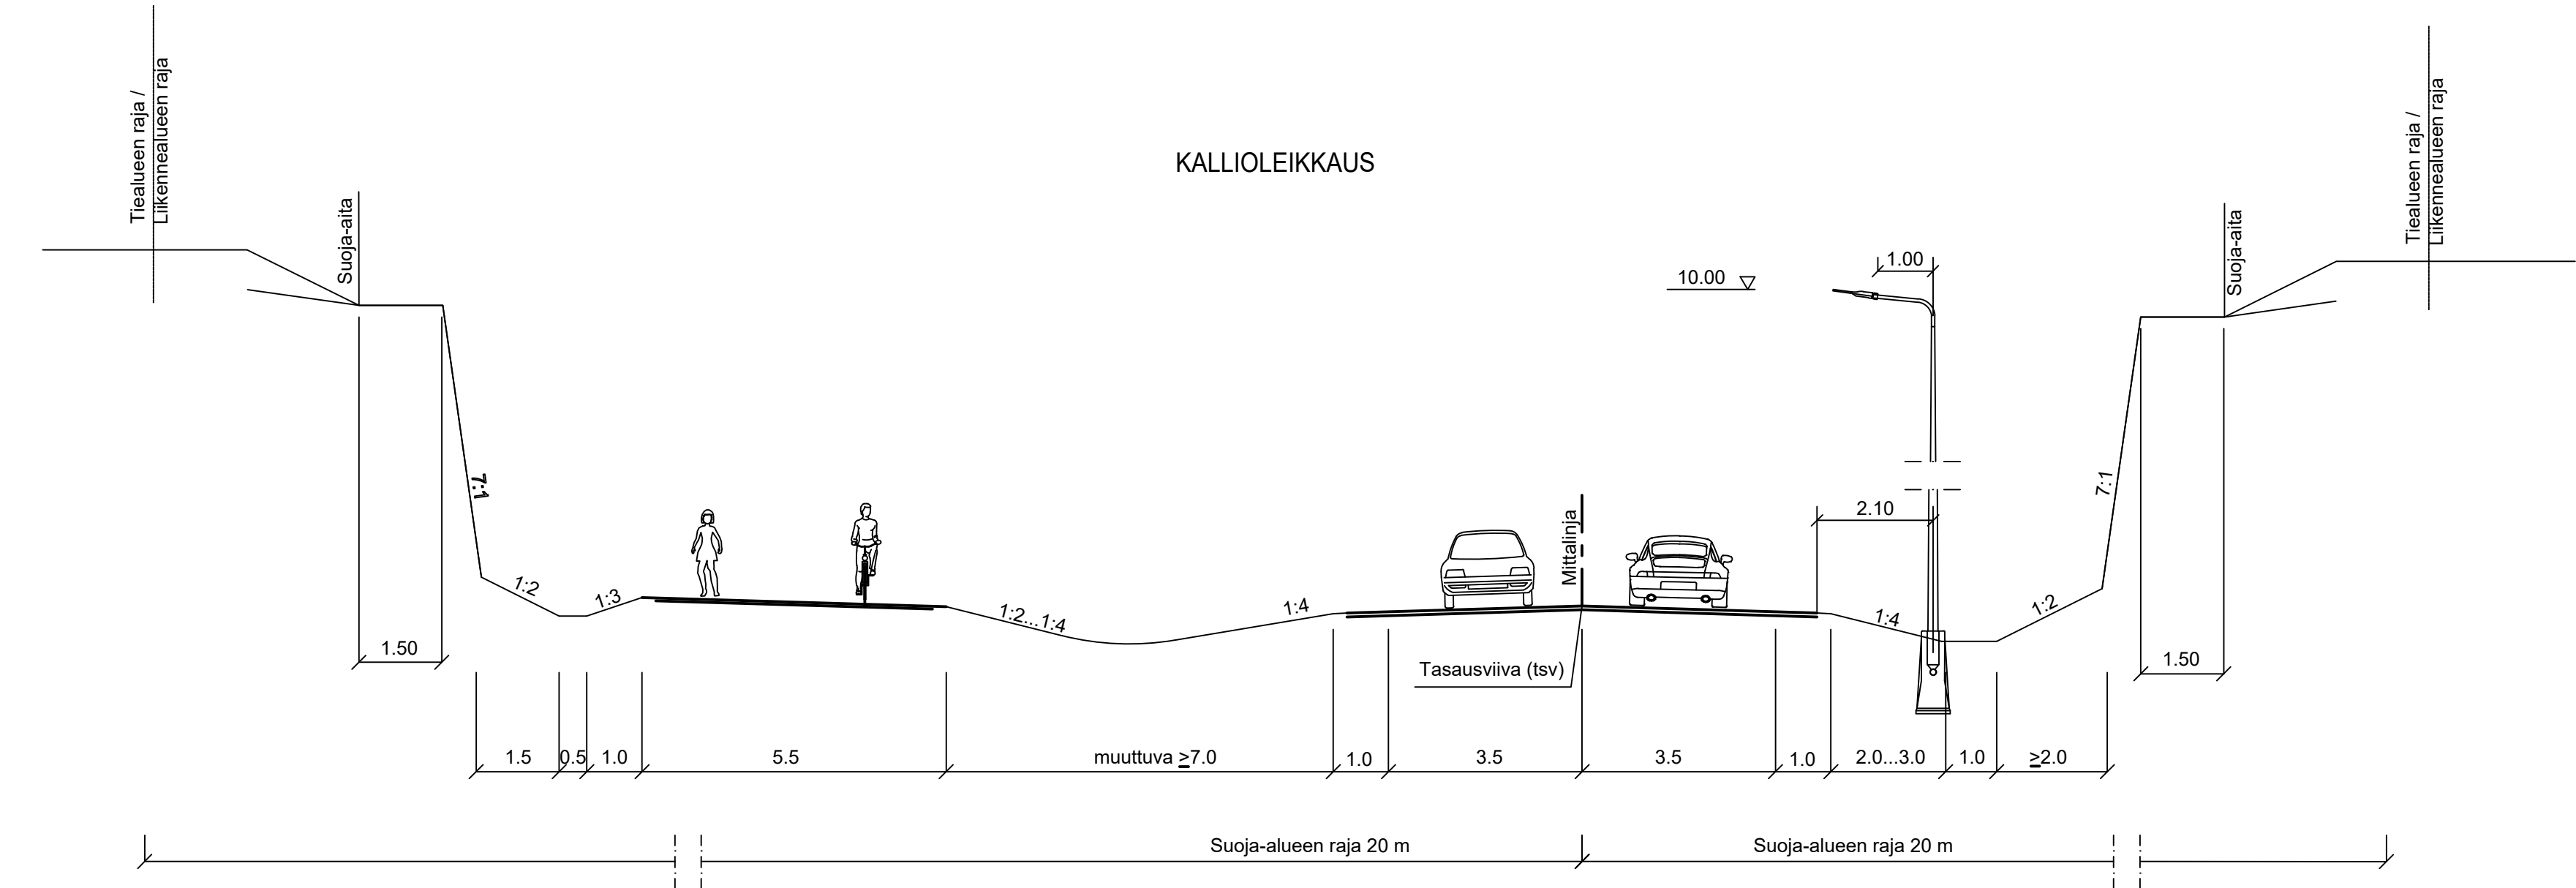 Tiealueen raja /
Liikennealueen raja
Suoja-aita
KALLIOLEIKKAUS
10.00
1.00
Suoja-aita
Tiealueen raja /
Liikennealueen raja
7:1
1:2
1:3
1:2...1:4
1:4
Mittalinja
2.10
1:4
1:2
7:1
1.50
Tasausviiva (tsv)
1.50
1.5
0.5
1.0
5.5
muuttuva ≥7.0
1.0
3.5
3.5
1.0
2.0...3.0
1.0
≥2.0
Suoja-alueen raja 20 m
Suoja-alueen raja 20 m